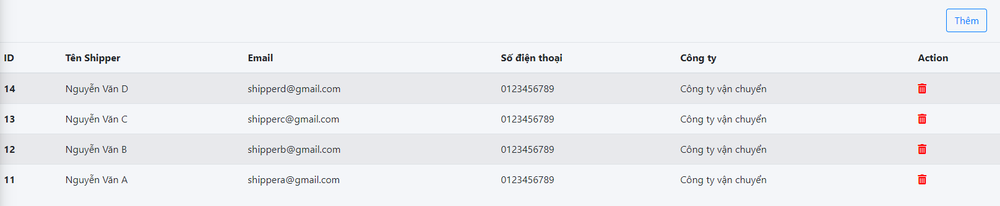 Thêm
ID Tên Shipper Email Số điện thoại Công ty Action
14 Nguyễn Văn D shipperd@gmail.com 0123456789 Công ty vận chuyển
13 Nguyễn Văn C shipperc@gmail.com 0123456789 Công ty vận chuyển
12 Nguyễn Văn B shipperb@gmail.com 0123456789 Công ty vận chuyển
11 Nguyễn Văn A shippera@gmail.com 0123456789 Công ty vận chuyển